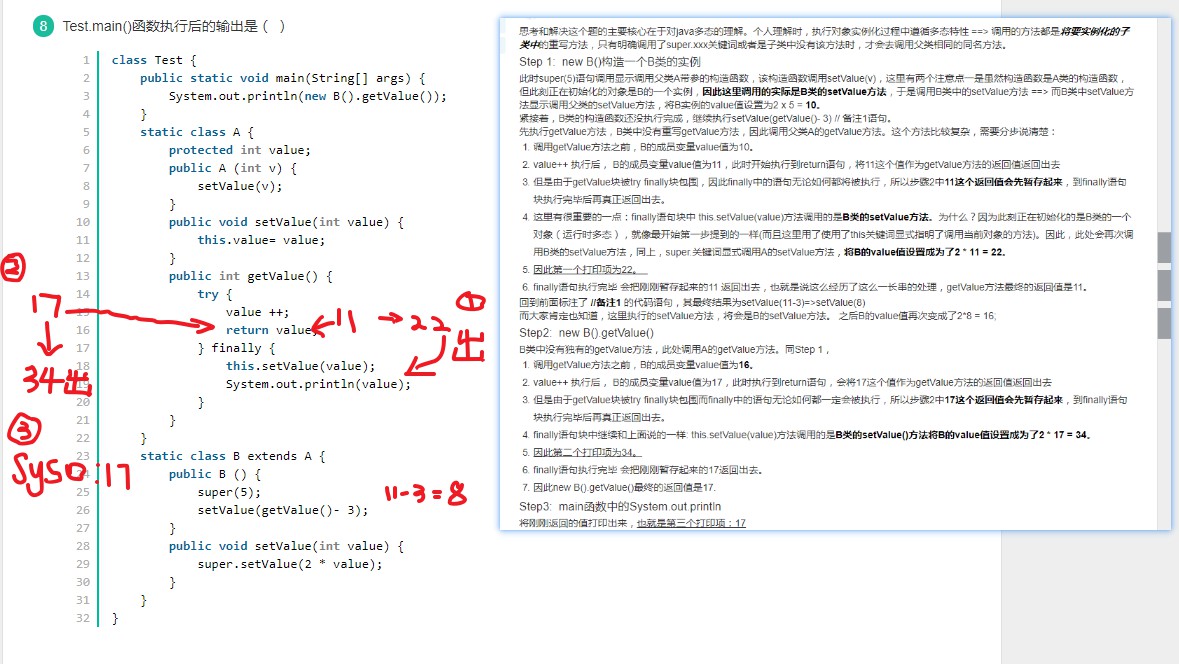 8 Test.main()函数执行后的输出是 ( )
1 class Test {
2 public static void main(String[] args) {
3 System.out.println(new B().getValue());
4 }
5 static class A {
6 protected int value;
7 public A (int v) {
8 setValue(v);
9 }
10 public void setValue(int value) {
11 this.value= value;
12 }
13 public int getValue() {
14 try {
15 value ++;
16 return value;
17 } finally {
18 this.setValue(value);
19 System.out.println(value);
20 }
21 }
22 }
23 static class B extends A {
24 public B () {
25 super(5);
26 setValue(getValue()- 3);
27 }
28 public void setValue(int value) {
29 super.setValue(2 * value);
30 }
31 }
32 }
②
17
34出
③
Syso:17
①
11 → 22
出
11-3=8
思考和解决这个题的主要核心在于对java多态的理解。个人理解时，执行对象实例化过程中遵循多态特性 ==> 调用的方法都是将要实例化的子
类中的重写方法，只有明确调用了super.xxx关键词或者是子类中没有该方法时，才会去调用父类相同的同名方法。
Step 1: new B()构造一个B类的实例
此时super(5)语句调用显示调用父类A带参的构造函数，该构造函数调用setValue(v)，这里有两个注意点一是虽然构造函数是A类的构造函数，
但此刻正在初始化的对象是B的一个实例，因此这里调用的实际是B类的setValue方法，于是调用B类中的setValue方法 ==> 而B类中setValue方
法显示调用父类的setValue方法，将B实例的value值设置为2 x 5 = 10。
紧接着，B类的构造函数还没执行完成，继续执行setValue(getValue()- 3) // 备注1语句。
先执行getValue方法，B类中没有重写getValue方法，因此调用父类A的getValue方法。这个方法比较复杂，需要分步说清楚：
1. 调用getValue方法之前，B的成员变量value值为10。
2. value++ 执行后， B的成员变量value值为11，此时开始执行到return语句，将11这个值作为getValue方法的返回值返回出去
3. 但是由于getValue块被try finally块包围，因此finally中的语句无论如何都将被执行，所以步骤2中11这个返回值会先暂存起来，到finally语句
块执行完毕后再真正返回出去。
4. 这里有很重要的一点：finally语句块中 this.setValue(value)方法调用的是B类的setValue方法。为什么？因为此刻正在初始化的是B类的一个
对象（运行时多态），就像最开始第一步提到的一样(而且这里用了使用了this关键词显式指明了调用当前对象的方法)。因此，此处会再次调
用B类的setValue方法，同上，super.关键词显式调用A的setValue方法，将B的value值设置成为了2 * 11 = 22。
5. 因此第一个打印项为22。
6. finally语句执行完毕 会把刚刚暂存起来的11 返回出去，也就是说这么经历了这么一长串的处理，getValue方法最终的返回值是11。
回到前面标注了 //备注1 的代码语句，其最终结果为setValue(11-3)=>setValue(8)
而大家肯定也知道，这里执行的setValue方法，将会是B的setValue方法。 之后B的value值再次变成了2*8 = 16;
Step2: new B().getValue()
B类中没有独有的getValue方法，此处调用A的getValue方法。同Step 1，
1. 调用getValue方法之前，B的成员变量value值为16。
2. value++ 执行后， B的成员变量value值为17，此时执行到return语句，会将17这个值作为getValue方法的返回值返回出去
3. 但是由于getValue块被try finally块包围而finally中的语句无论如何都一定会被执行，所以步骤2中17这个返回值会先暂存起来，到finally语句
块执行完毕后再真正返回出去。
4. finally语句块中继续和上面说的一样: this.setValue(value)方法调用的是B类的setValue()方法将B的value值设置成为了2 * 17 = 34。
5. 因此第二个打印项为34。
6. finally语句执行完毕 会把刚刚暂存起来的17返回出去。
7. 因此new B().getValue()最终的返回值是17.
Step3: main函数中的System.out.println
将刚刚返回的值打印出来，也就是第三个打印项：17